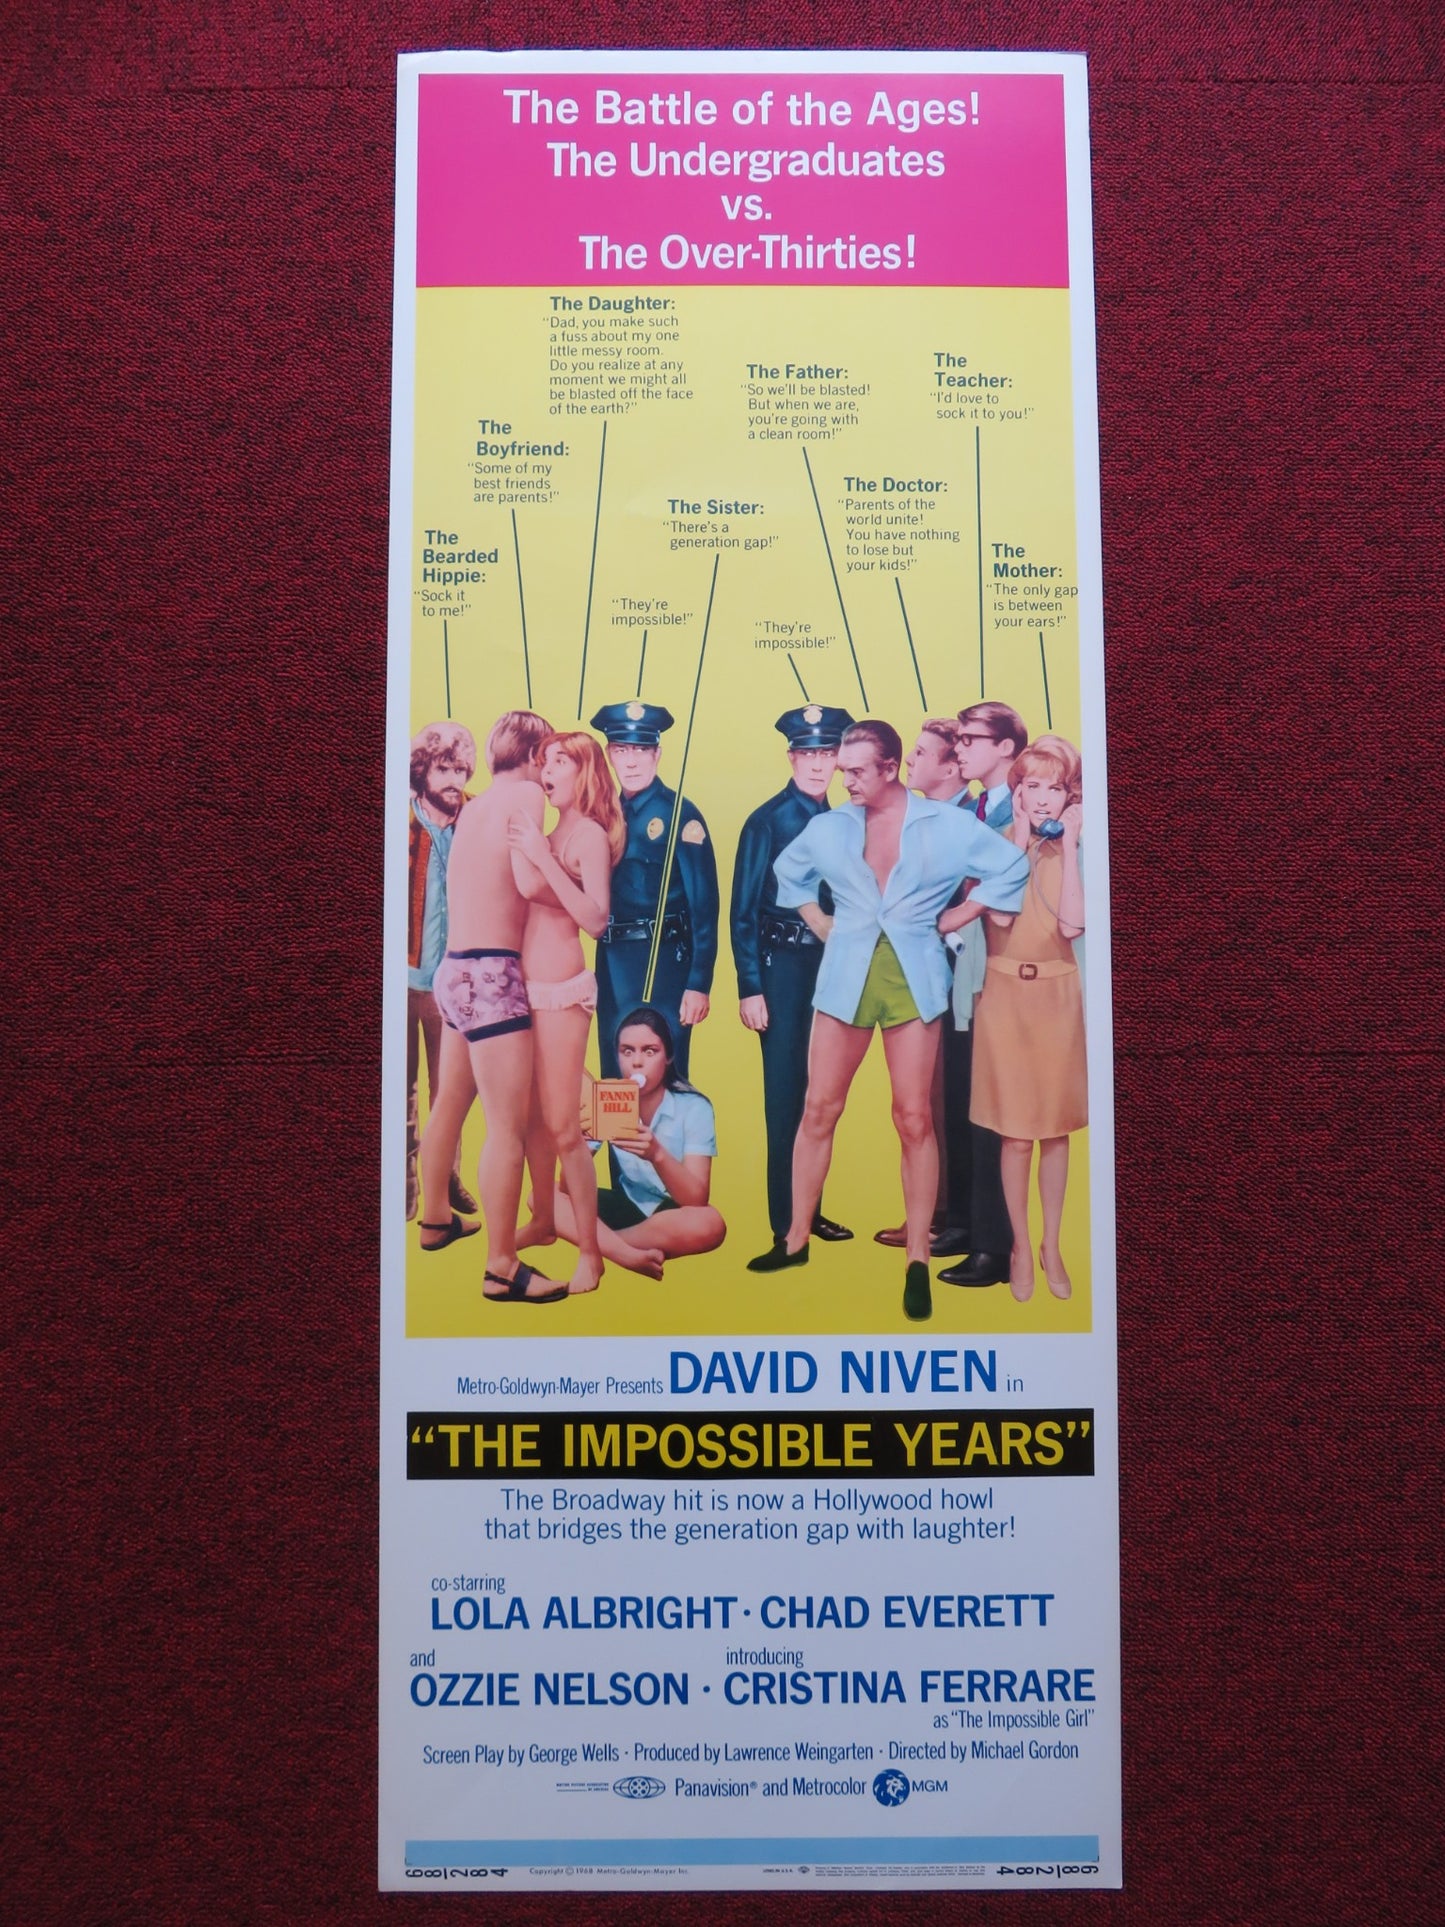 The Battle of the Ages!
The Undergraduates
vs.
The Over-Thirties!
The Daughter:
“Dad, you make such
a fuss about my one
little messy room.
Do you realize at any
moment we might all
be blasted off the face
of the earth?”
The Father:
“So we'll be blasted!
But when we are,
you're going with
a clean room!”
The
Teacher:
“I'd love to
sock it to you!”
The
Boyfriend:
“Some of my
best friends
are parents!”
The Sister:
“There's a
generation gap!”
The Doctor:
“Parents of the
world unite!
You have nothing
to lose but
your kids!”
The
Bearded
Hippie:
“Sock it
to me!”
“They're
impossible!”
“They're
impossible!”
The
Mother:
“The only gap
is between
your ears!”
FANNY
HILL
Metro-Goldwyn-Mayer Presents DAVID NIVEN in
“THE IMPOSSIBLE YEARS”
The Broadway hit is now a Hollywood howl
that bridges the generation gap with laughter!
co-starring
LOLA ALBRIGHT · CHAD EVERETT
and introducing
OZZIE NELSON · CRISTINA FERRARE
as “The Impossible Girl”
Screen Play by George Wells · Produced by Lawrence Weingarten · Directed by Michael Gordon
Panavision® and Metrocolor MGM
68/284 Copyright © 1968 Metro-Goldwyn-Mayer Inc. LITHO. IN U.S.A. 68/284